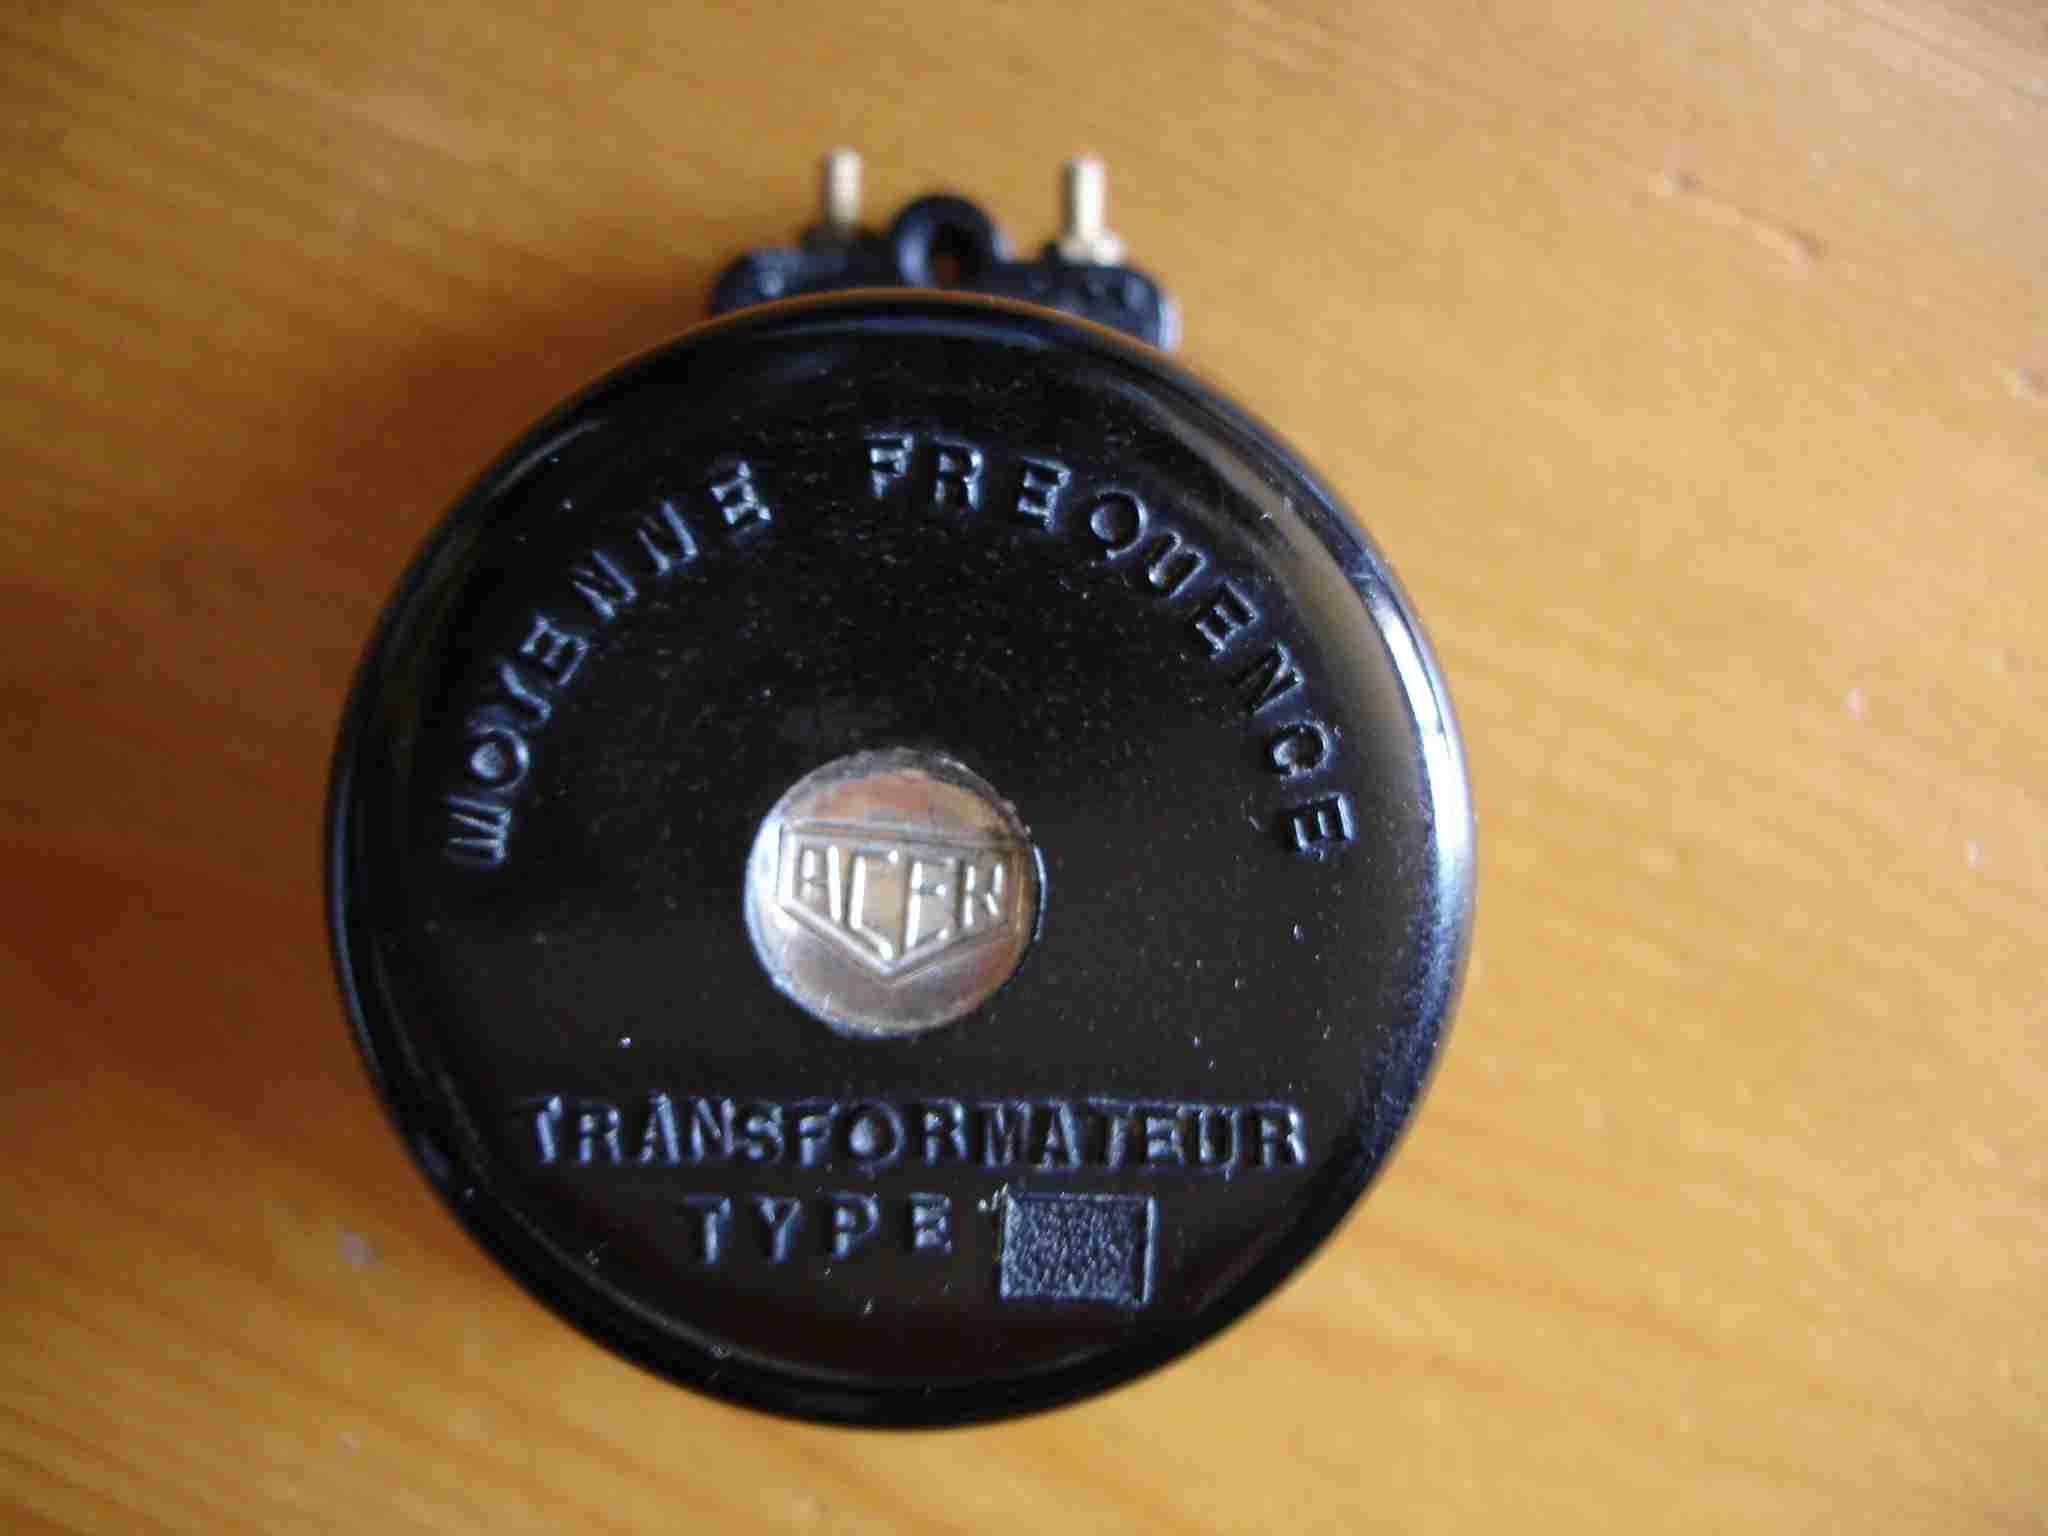 MOYENNE FREQUENCE
ACER
TRANSFORMATEUR
TYPE